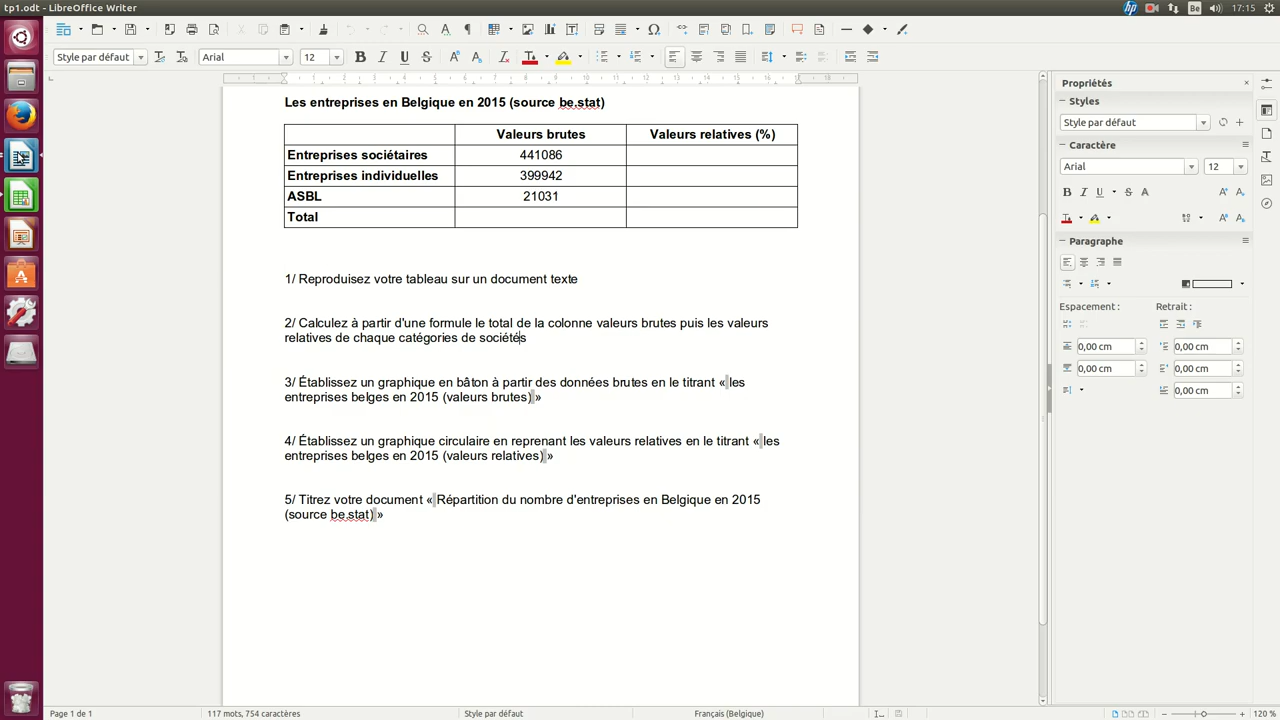 tp1.odt - LibreOffice Writer
Be
17:15
Style par défaut
Arial
12
Propriétés
Styles
Style par défaut
Caractère
Arial
12
Paragraphe
Espacement :
Retrait :
0,00 cm
0,00 cm
0,00 cm
0,00 cm
0,00 cm
Les entreprises en Belgique en 2015 (source be.stat)
Valeurs brutes
Valeurs relatives (%)
Entreprises sociétaires
441086
Entreprises individuelles
399942
ASBL
21031
Total
1/ Reproduisez votre tableau sur un document texte
2/ Calculez à partir d'une formule le total de la colonne valeurs brutes puis les valeurs
relatives de chaque catégories de sociétés
3/ Établissez un graphique en bâton à partir des données brutes en le titrant « les
entreprises belges en 2015 (valeurs brutes) »
4/ Établissez un graphique circulaire en reprenant les valeurs relatives en le titrant « les
entreprises belges en 2015 (valeurs relatives) »
5/ Titrez votre document « Répartition du nombre d'entreprises en Belgique en 2015
(source be.stat) »
Page 1 de 1
117 mots, 754 caractères
Style par défaut
Français (Belgique)
120 %